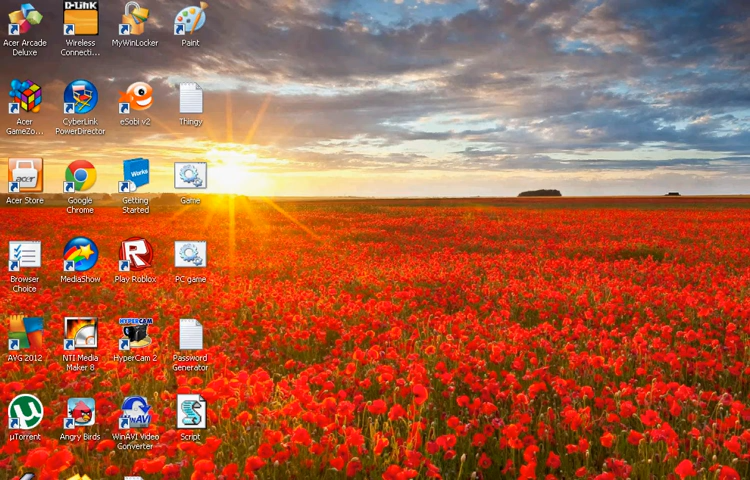 D-Link
Acer Arcade
Deluxe
Wireless
Connecti...
MyWinLocker
Paint
Acer
GameZo...
CyberLink
PowerDirector
eSobi v2
Thingy
acer
Acer Store
Google
Chrome
Works
Getting
Started
Game
Browser
Choice
MediaShow
Play Roblox
PC game
HYPERCAM
AVG 2012
NTI Media
Maker 8
HyperCam 2
Password
Generator
WinAVI
µTorrent
Angry Birds
WinAVI Video
Converter
Script